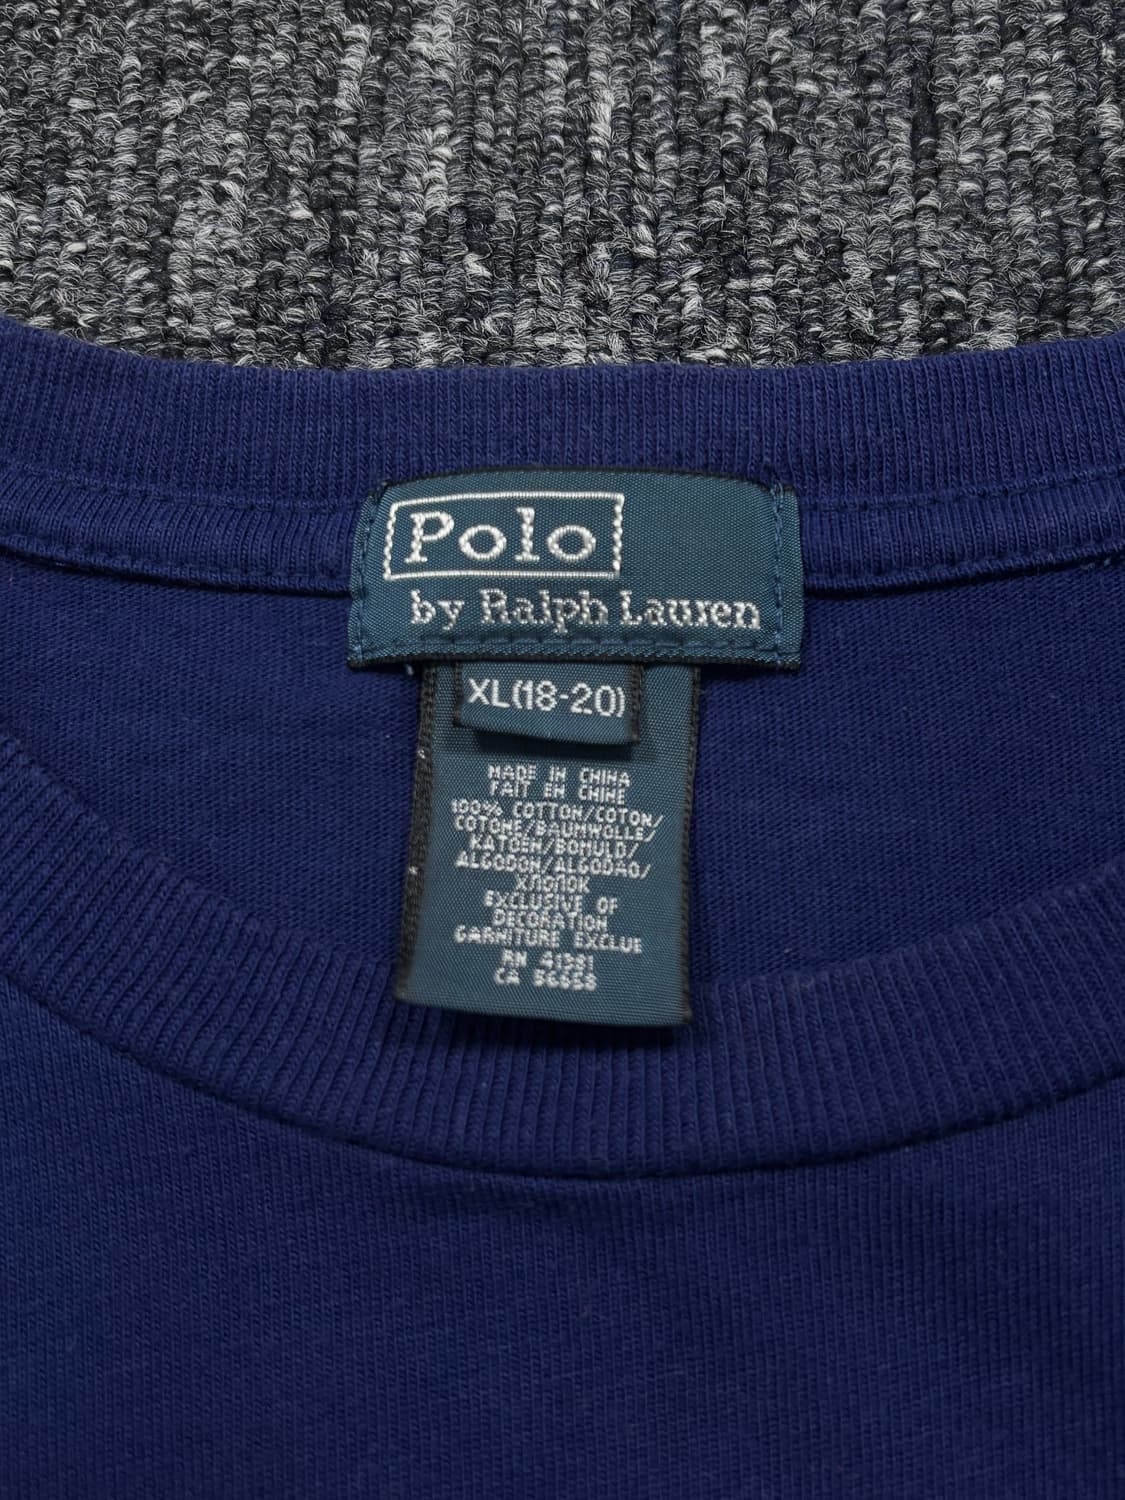 Polo
by Ralph Lauren
XL(18-20)
MADE IN CHINA
FAIT EN CHINE
100% COTTON/COTON/
COTONE/BAUMWOLLE/
KATOEN/BOMULD/
ALGODON/ALGODAO/
ХЛОПОК
EXCLUSIVE OF
DECORATION
GARNITURE EXCLUE
RN 41381
CA